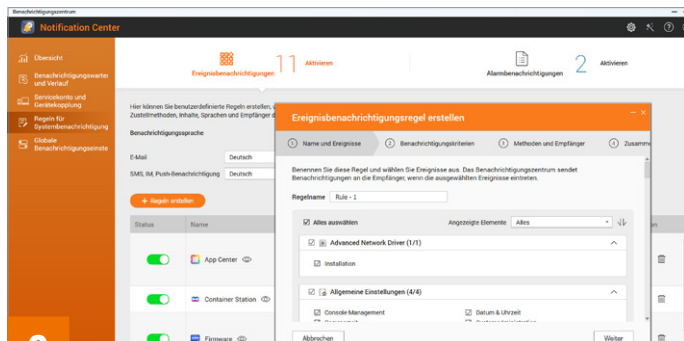 Benachrichtigungszentrum
Notification Center
Übersicht
Benachrichtigungswarter
und Verlauf
Servicekonto und
Gerätekopplung
Regeln für
Systembenachrichtigung
Globale
Benachrichtigungseinste
Ereignisbenachrichtigungen
11
Aktivieren
Alarmbenachrichtigungen
2
Aktivieren
Hier können Sie benutzerdefinierte Regeln erstellen,
Zustellmethoden, Inhalte, Sprachen und Empfänger d
Benachrichtigungssprache
E-Mail
Deutsch
SMS, IM, Push-Benachrichtigung
Deutsch
+ Regeln erstellen
Status
Name
App Center
Container Station
Firmware
Ereignisbenachrichtigungsregel erstellen
1 Name und Ereignisse
2 Benachrichtigungskriterien
3 Methoden und Empfänger
4 Zusamme
Benennen Sie diese Regel und wählen Sie Ereignisse aus. Das Benachrichtigungszentrum sendet
Benachrichtigungen an die Empfänger, wenn die ausgewählten Ereignisse eintreten.
Regelname
Rule - 1
Alles auswählen
Angezeigte Elemente
Alles
Advanced Network Driver (1/1)
Installation
Allgemeine Einstellungen (4/4)
Console Management
Datum & Uhrzeit
Abbrechen
Weiter